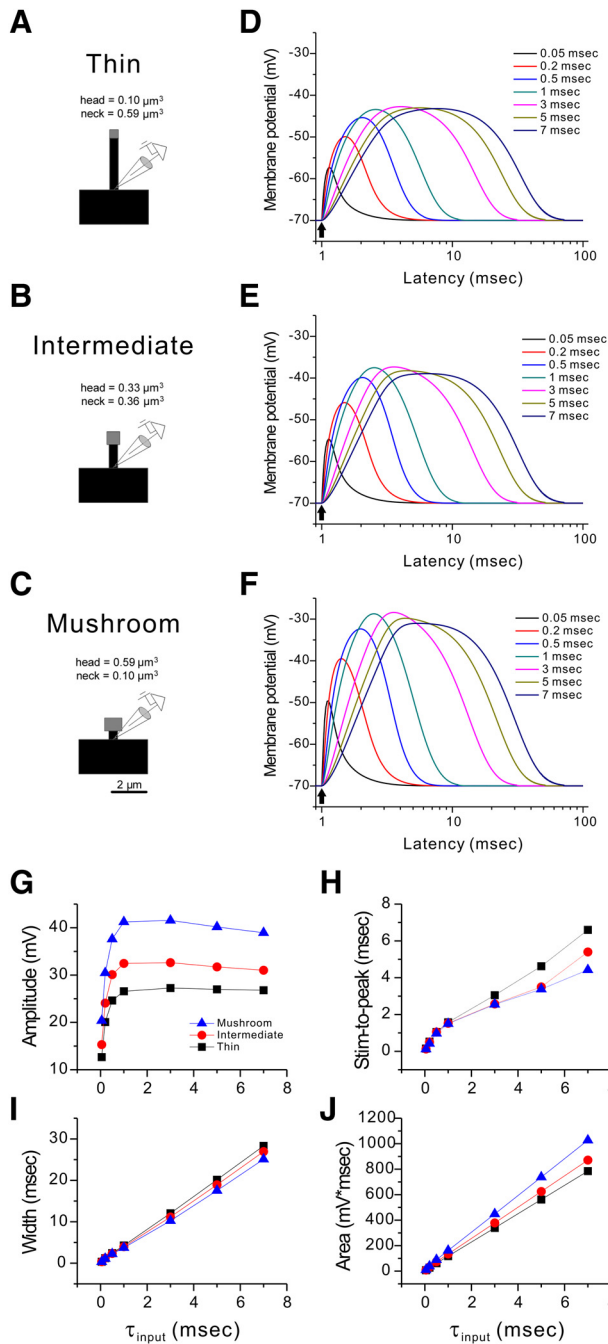 A
Thin
head = 0.10 μm³
neck = 0.59 μm³
D
Membrane potential (mV)
-30
-40
-50
-60
-70
0.05 msec
0.2 msec
0.5 msec
1 msec
3 msec
5 msec
7 msec
1
10
100
Latency (msec)
B
Intermediate
head = 0.33 μm³
neck = 0.36 μm³
E
Membrane potential (mV)
-30
-40
-50
-60
-70
0.05 msec
0.2 msec
0.5 msec
1 msec
3 msec
5 msec
7 msec
1
10
100
Latency (msec)
C
Mushroom
head = 0.59 μm³
neck = 0.10 μm³
2 μm
F
Membrane potential (mV)
-30
-40
-50
-60
-70
0.05 msec
0.2 msec
0.5 msec
1 msec
3 msec
5 msec
7 msec
1
10
100
Latency (msec)
G
Amplitude (mV)
40
30
20
10
Mushroom
Intermediate
Thin
0 2 4 6 8
H
Stim-to-peak (msec)
8
6
4
2
0
0 2 4 6
I
Width (msec)
30
20
10
0
0 2 4 6 8
τinput (msec)
J
Area (mV*msec)
1200
1000
800
600
400
200
0
0 2 4 6
τinput (msec)